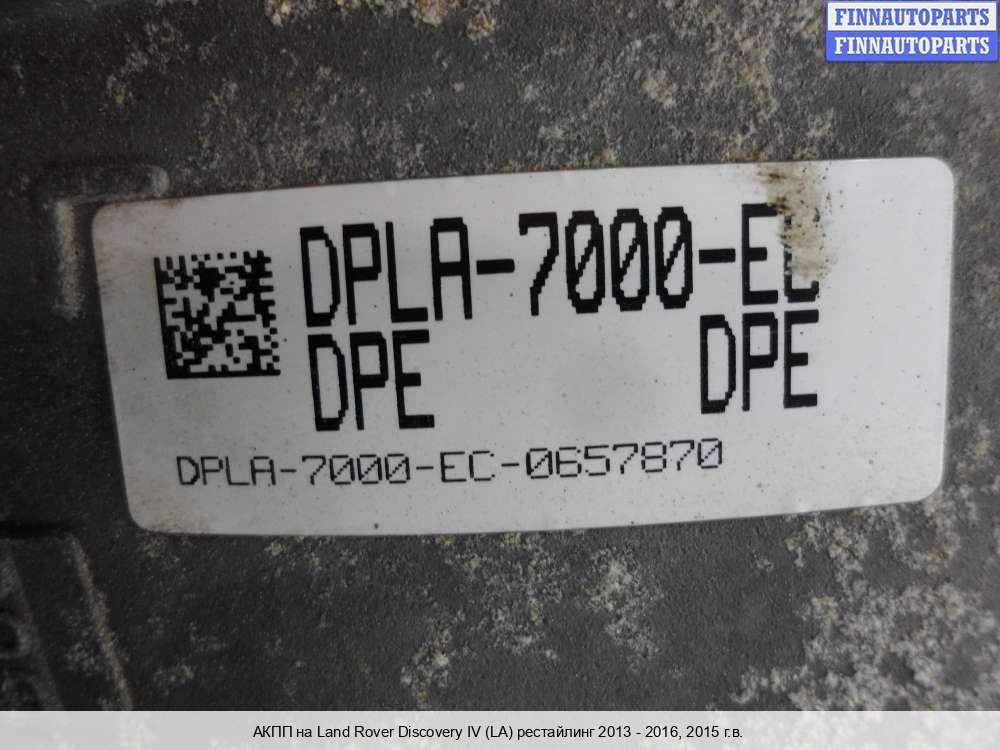 FINNAUTOPARTS
FINNAUTOPARTS
DPLA-7000-EC
DPE DPE
DPLA-7000-EC-0657870
АКПП на Land Rover Discovery IV (LA) рестайлинг 2013 - 2016, 2015 г.в.